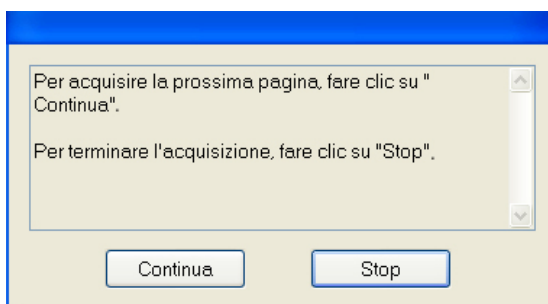 Per acquisire la prossima pagina, fare clic su "
Continua".
Per terminare l'acquisizione, fare clic su "Stop".
Continua
Stop